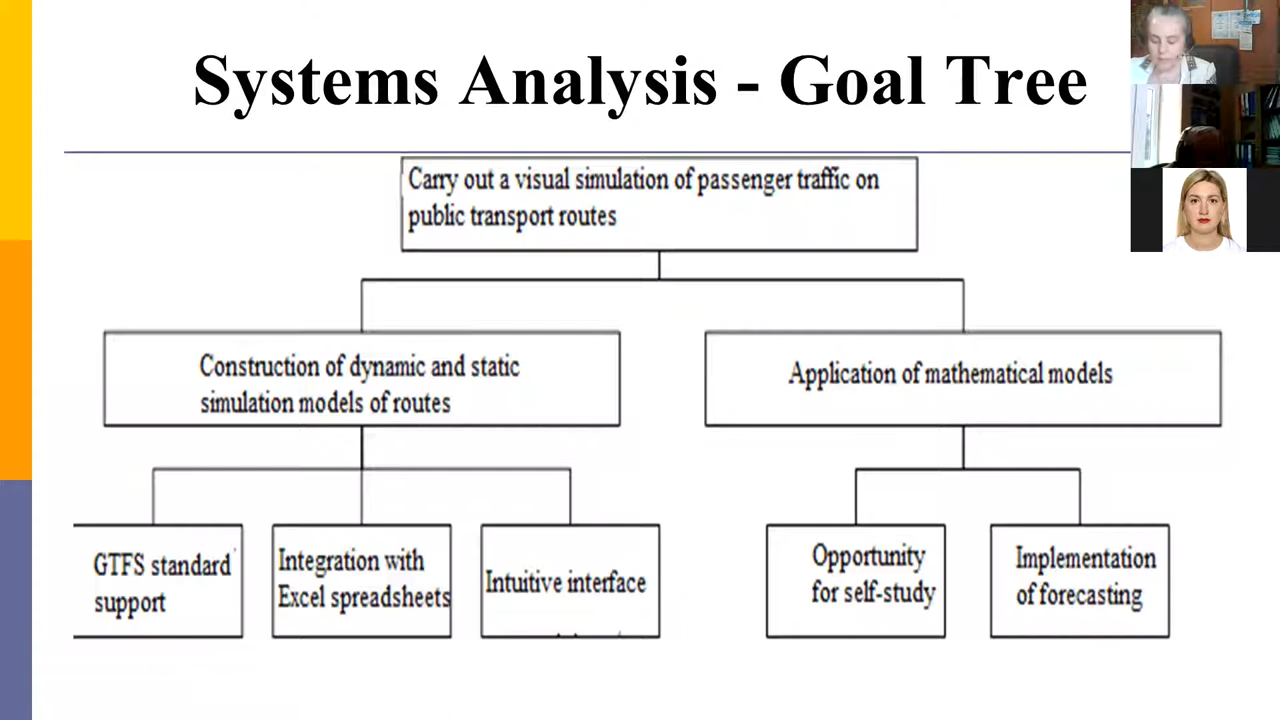 Systems Analysis - Goal Tree
Carry out a visual simulation of passenger traffic on
public transport routes
Construction of dynamic and static
simulation models of routes
Application of mathematical models
GTFS standard
support
Integration with
Excel spreadsheets
Intuitive interface
Opportunity
for self-study
Implementation
of forecasting